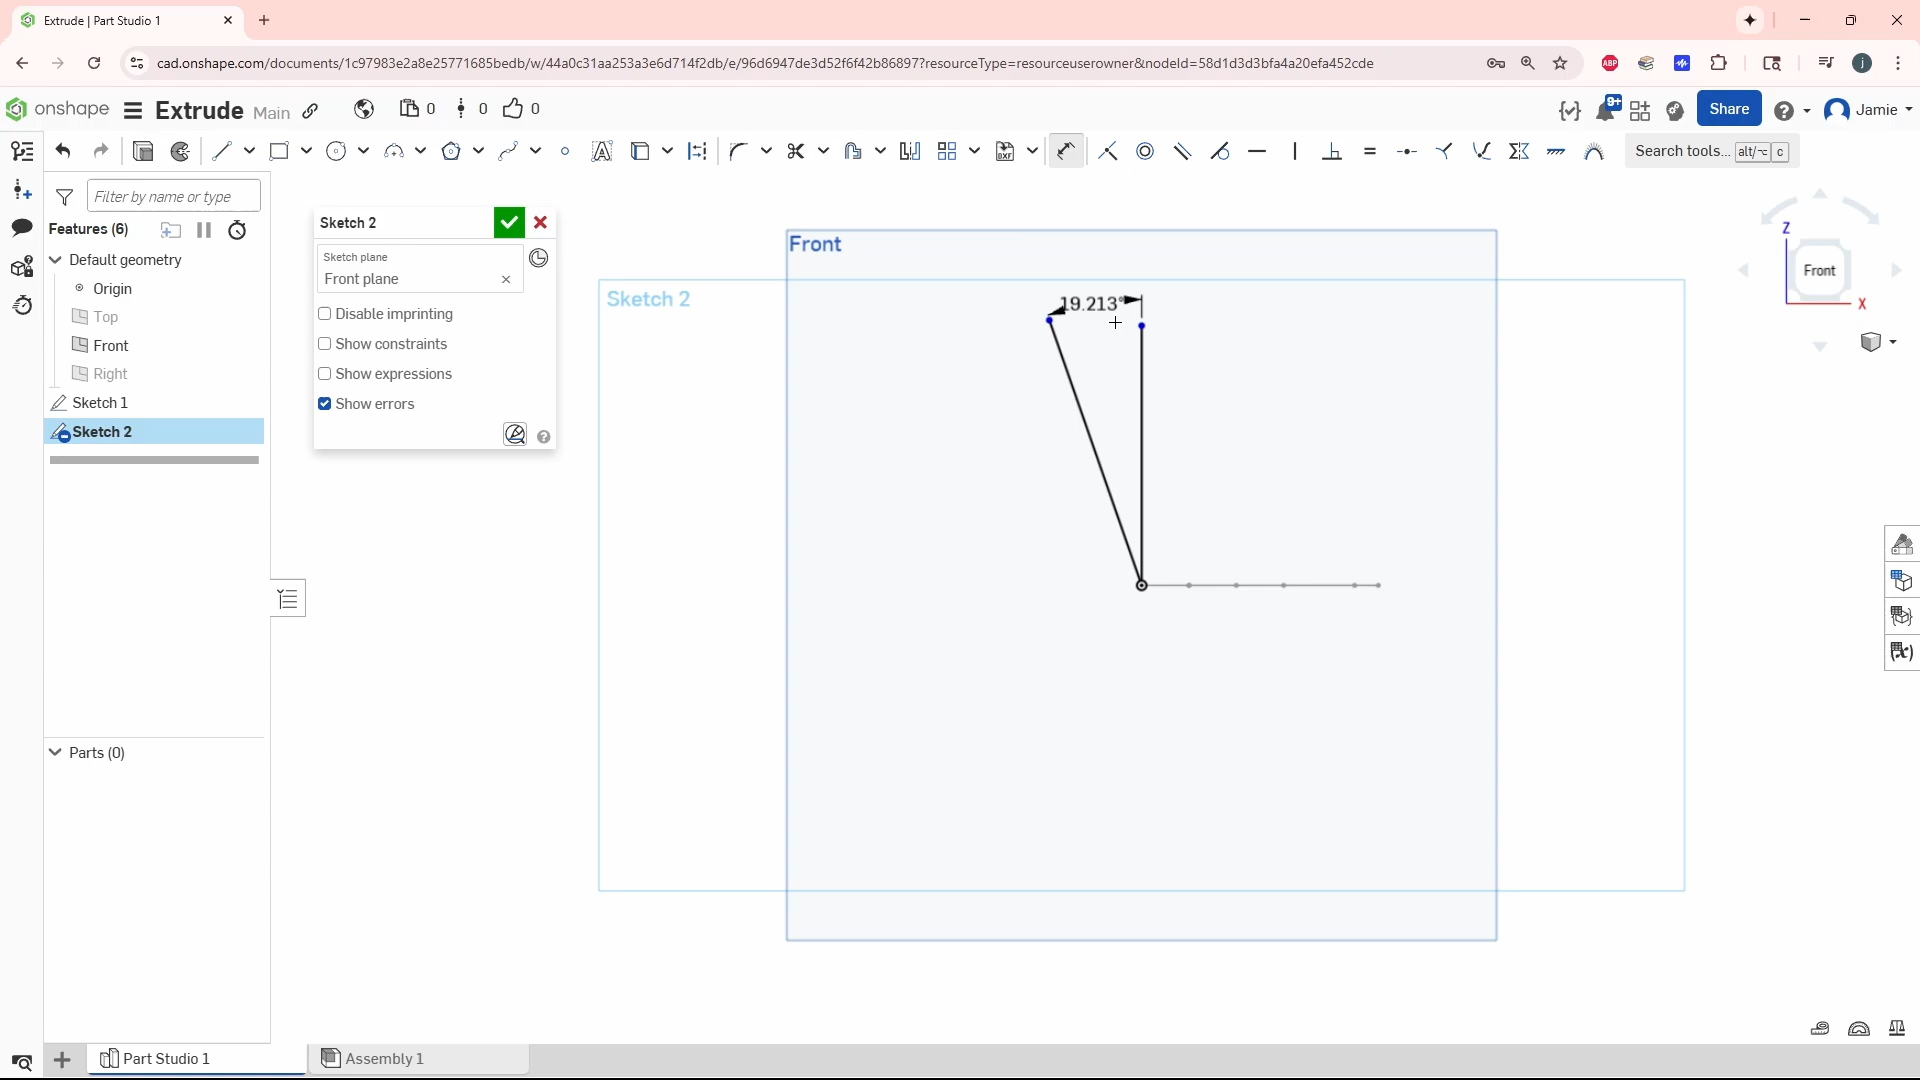 Extrude | Part Studio 1
cad.onshape.com/documents/1c97983e2a8e25771685bedb/w/44a0c31aa253a3e6d714f2db/e/96d6947de3d52f6f42b86897?resourceType=resourceuserowner&nodeId=58d1d3d3bfa4a20efa452cde
ABP
j
onshape
Extrude Main
0
0
0
9+
Share
Jamie
DXF
Search tools... alt/⌥ c
Filter by name or type
Features (6)
Default geometry
Origin
Top
Front
Right
Sketch 1
Sketch 2
Parts (0)
Sketch 2
Sketch plane
Front plane
Disable imprinting
Show constraints
Show expressions
Show errors
Front
Sketch 2
19.213°
Z
Front
X
(x)
Part Studio 1
Assembly 1